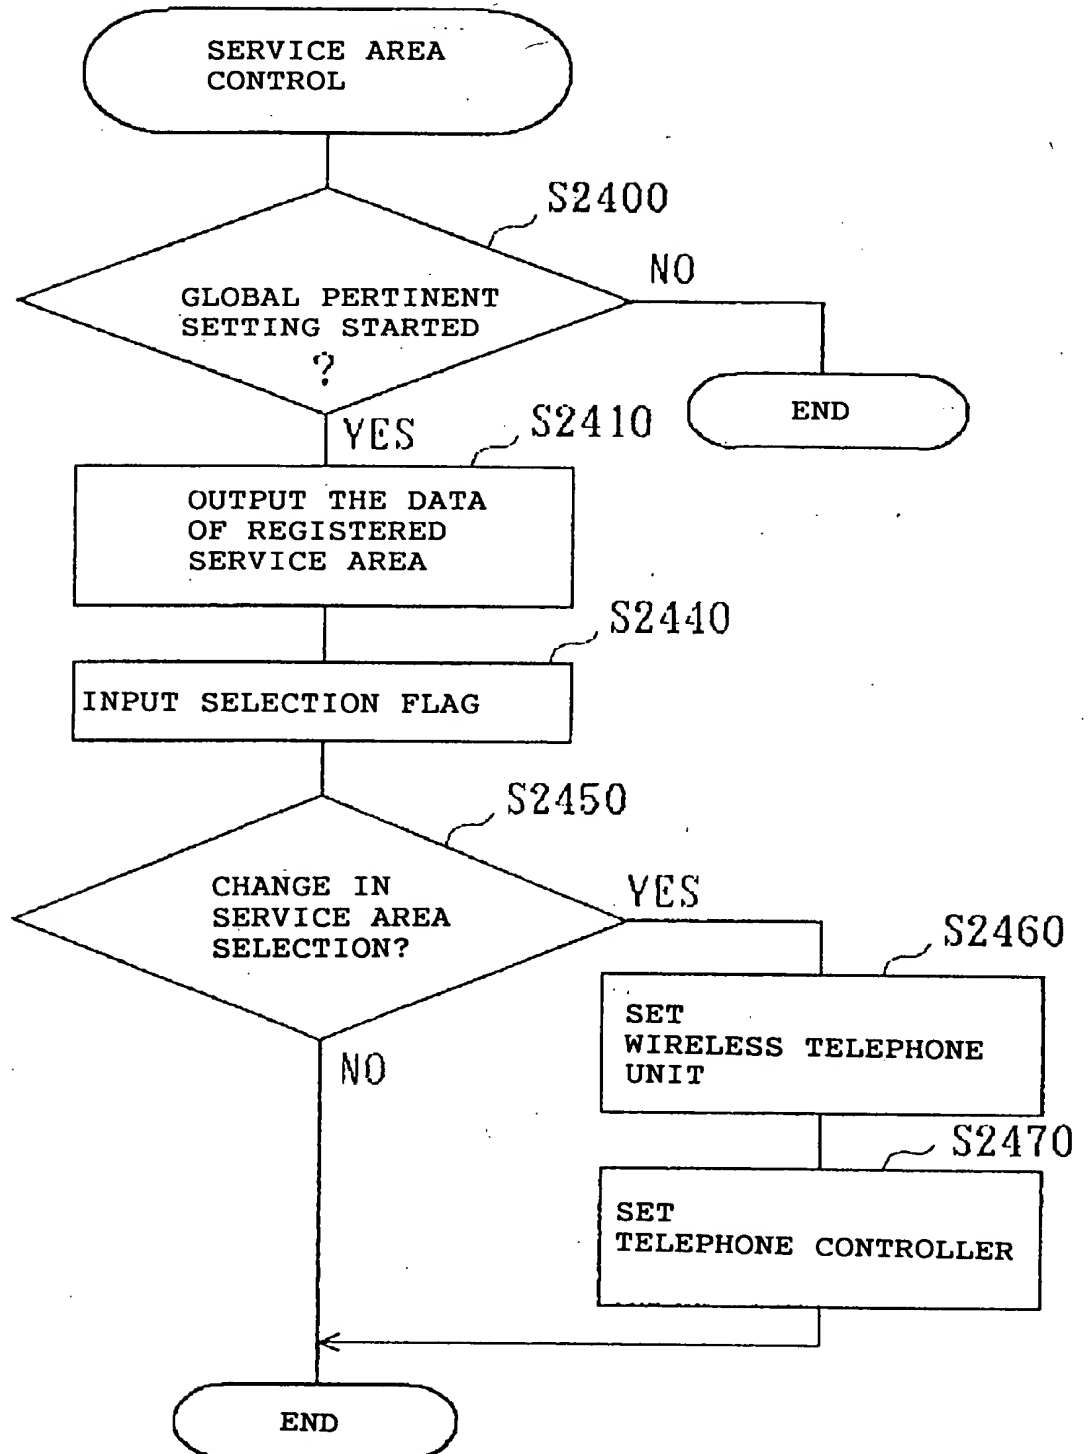 SERVICE AREA
CONTROL
S2400
NO
GLOBAL PERTINENT
SETTING STARTED
?
END
YES
S2410
OUTPUT THE DATA
OF REGISTERED
SERVICE AREA
S2440
INPUT SELECTION FLAG
S2450
CHANGE IN
SERVICE AREA
SELECTION?
YES
S2460
SET
WIRELESS TELEPHONE
UNIT
NO
S2470
SET
TELEPHONE CONTROLLER
END